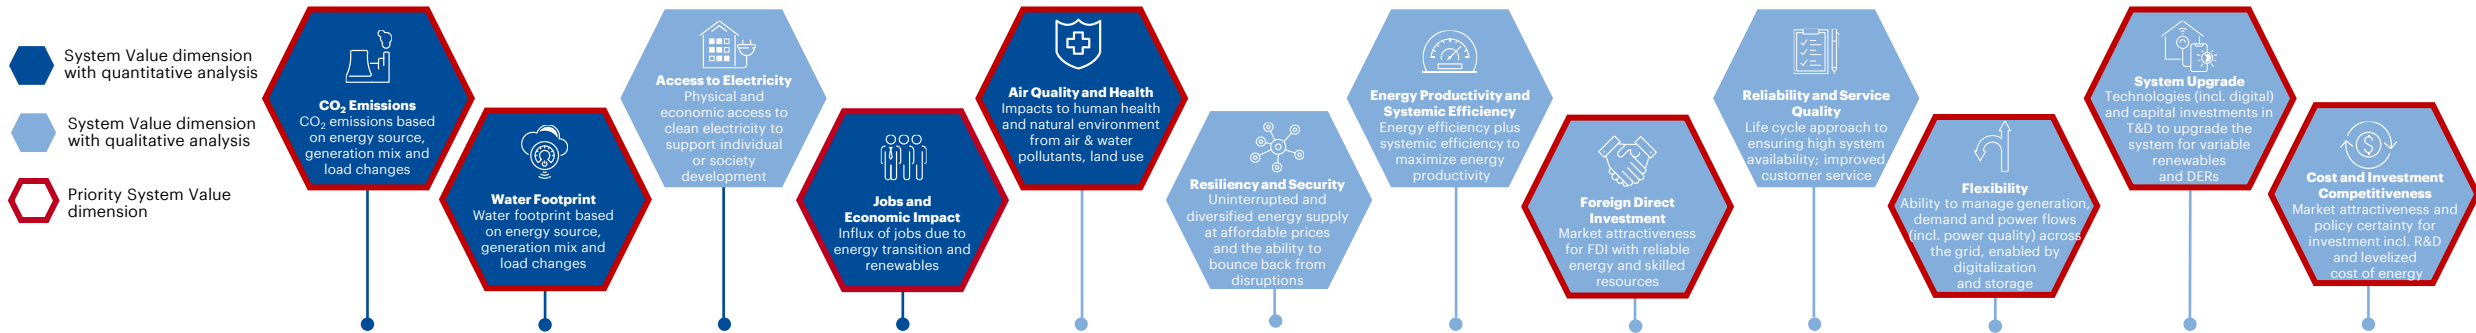 System Value dimension
with quantitative analysis
System Value dimension
with qualitative analysis
Priority System Value
dimension
CO₂ Emissions
CO₂ emissions based
on energy source,
generation mix and
load changes
Water Footprint
Water footprint based
on energy source,
generation mix and
load changes
Access to Electricity
Physical and
economic access to
clean electricity to
support individual
or society
development
Jobs and
Economic Impact
Influx of jobs due to
energy transition and
renewables
Air Quality and Health
Impacts to human health
and natural environment
from air & water
pollutants, land use
Resiliency and Security
Uninterrupted and
diversified energy supply
at affordable prices
and the ability to
bounce back from
disruptions
Energy Productivity and
Systemic Efficiency
Energy efficiency plus
systemic efficiency to
maximize energy
productivity
Foreign Direct
Investment
Market attractiveness
for FDI with reliable
energy and skilled
resources
Reliability and Service
Quality
Life cycle approach to
ensuring high system
availability; improved
customer service
Flexibility
Ability to manage generation,
demand and power flows
(incl. power quality) across
the grid, enabled by
digitalization
and storage
System Upgrade
Technologies (incl. digital)
and capital investments in
T&D to upgrade the
system for variable
renewables
and DERs
Cost and Investment
Competitiveness
Market attractiveness and
policy certainty for
investment incl. R&D
and levelized
cost of energy